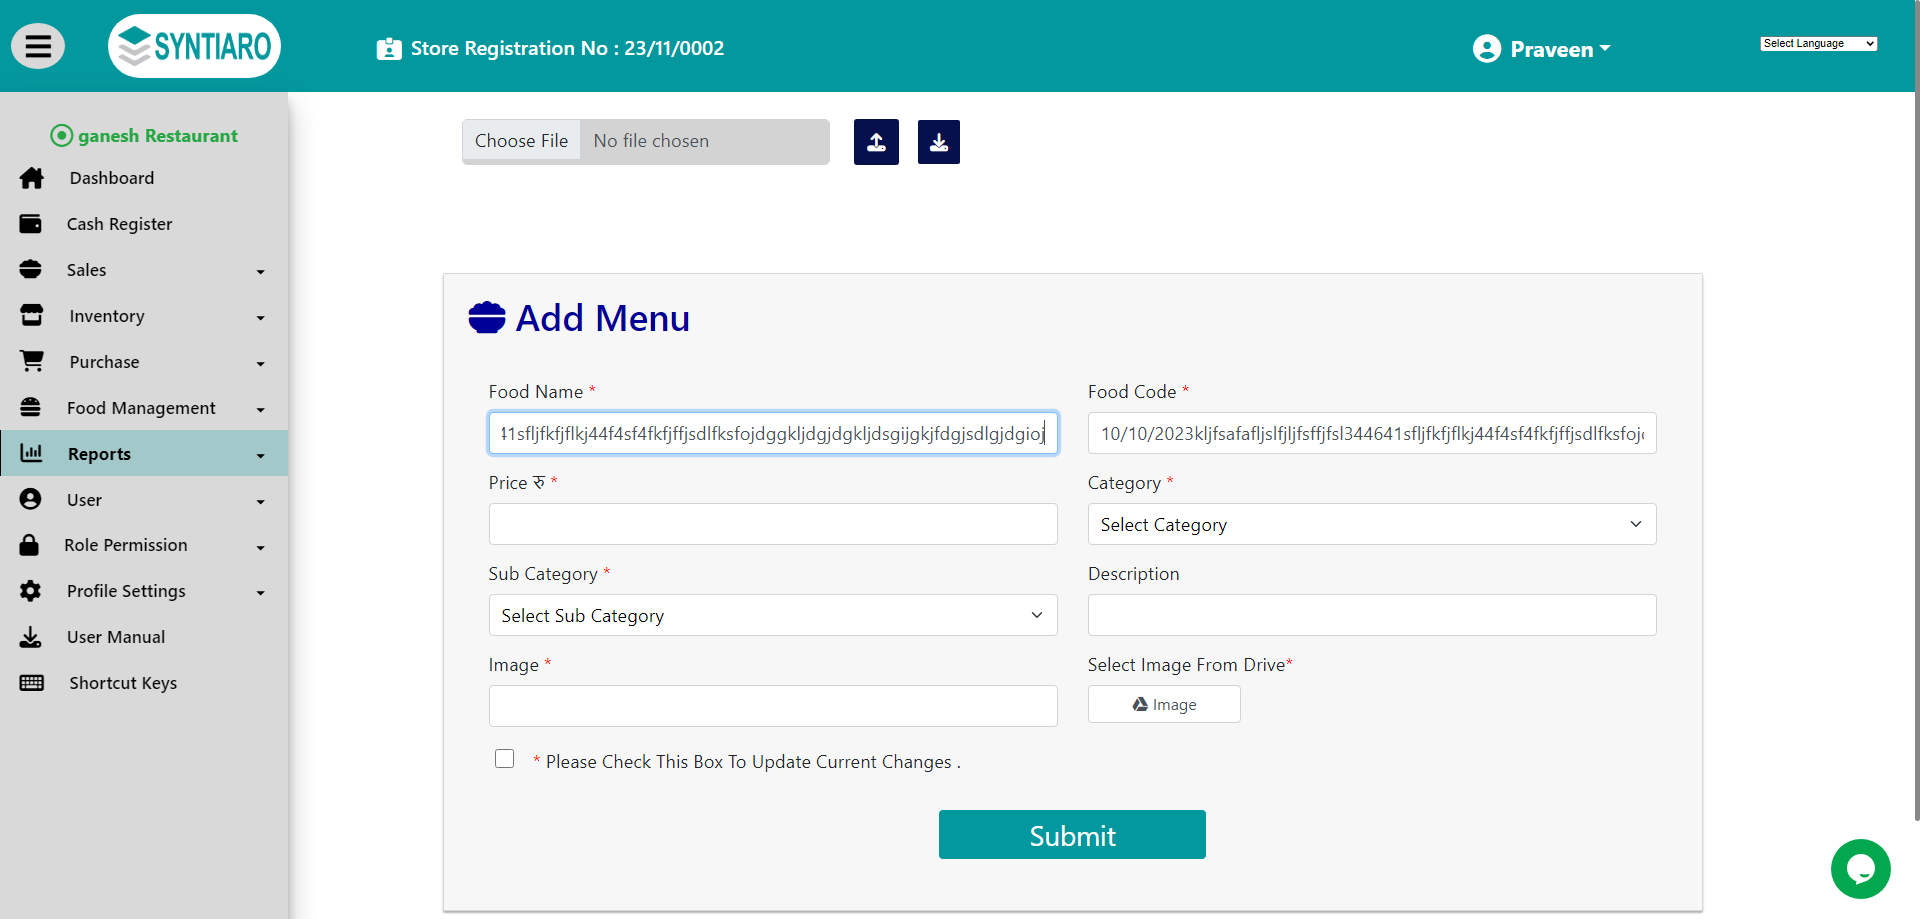 SYNTIARO
Store Registration No : 23/11/0002
Praveen
Select Language
ganesh Restaurant
Dashboard
Cash Register
Sales
Inventory
Purchase
Food Management
Reports
User
Role Permission
Profile Settings
User Manual
Shortcut Keys
Choose File No file chosen
Add Menu
Food Name *
Food Code *
41sfljfkfjflkj44f4sf4fkfjffjsdlfksfojdggkljdgjdgkljdsgijgkjfdgjsdlgjdgioj
10/10/2023kljfsafafljslfjljfsffjfsl344641sfljfkfjflkj44f4sf4fkfjffjsdlfksfojd
Price रु *
Category *
Select Category
Sub Category *
Description
Select Sub Category
Image *
Select Image From Drive*
Image
* Please Check This Box To Update Current Changes .
Submit